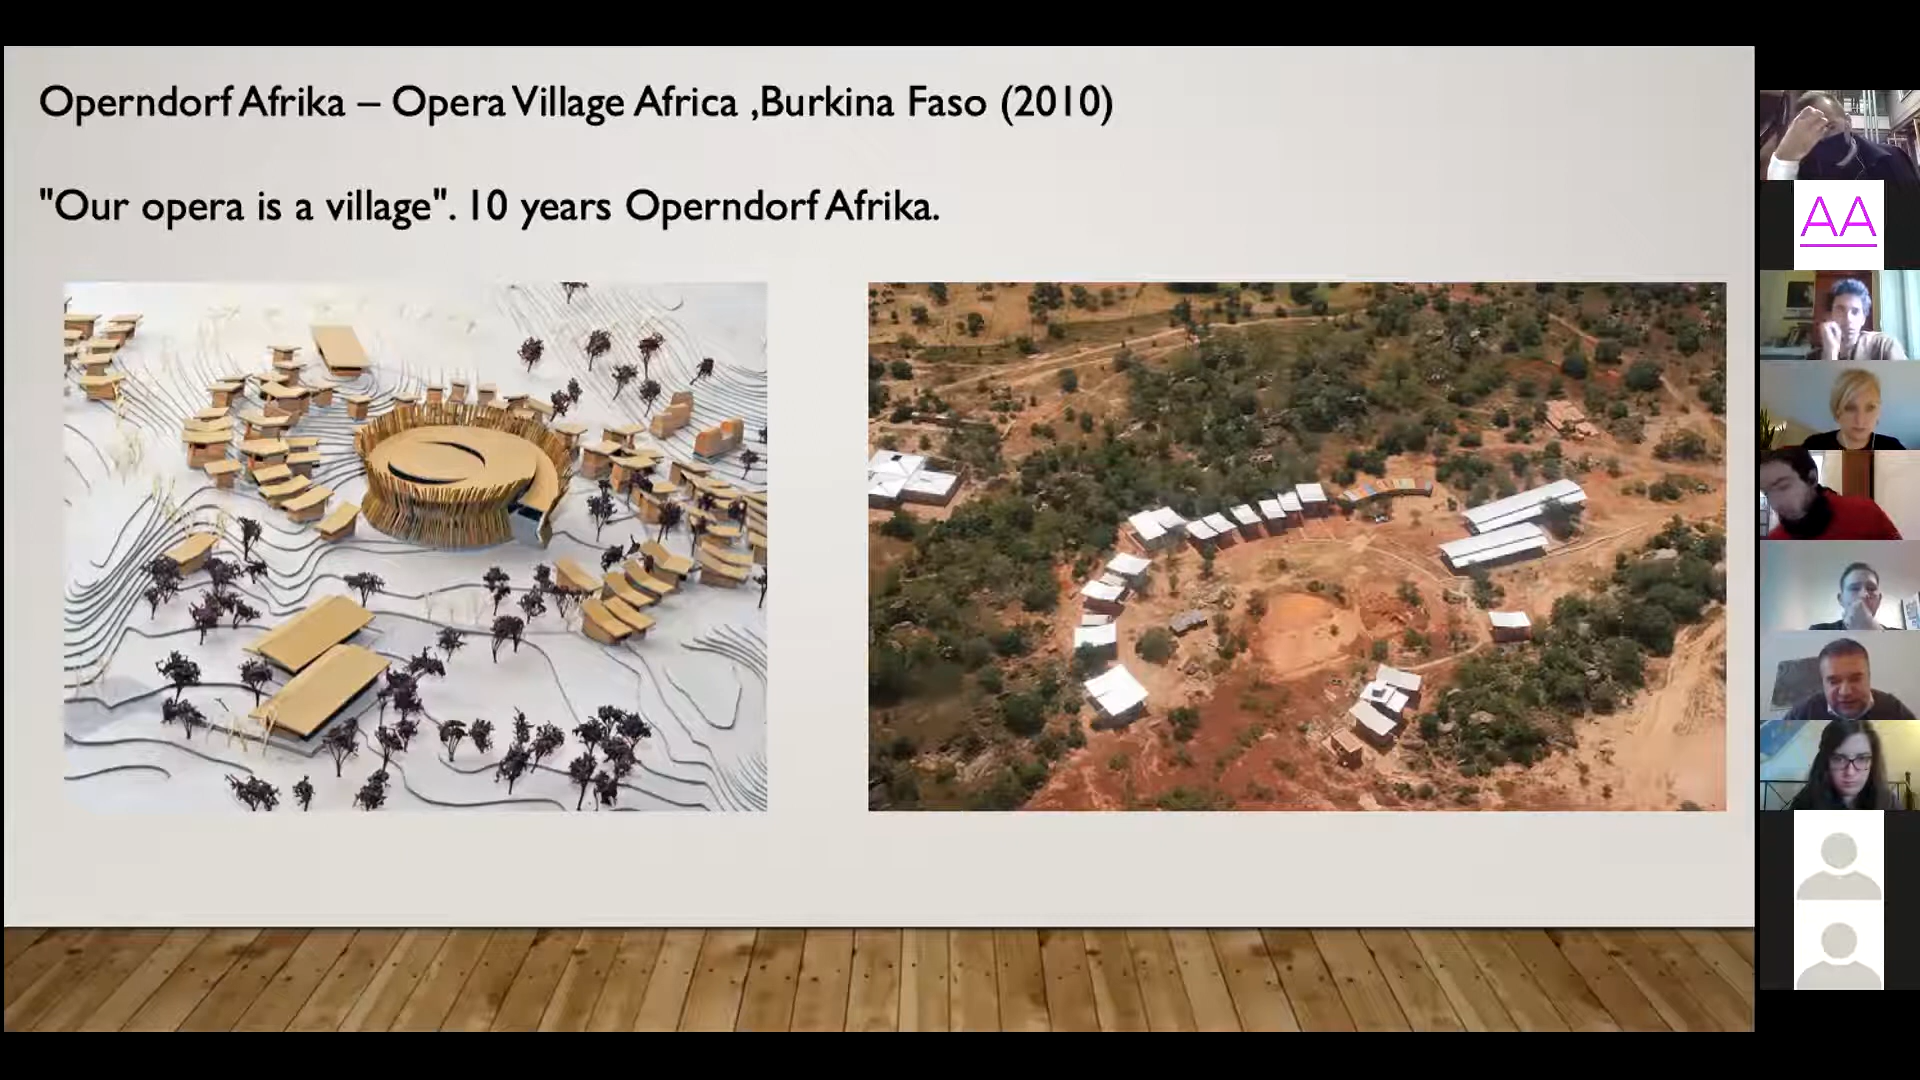 Operndorf Afrika – Opera Village Africa ,Burkina Faso (2010)
"Our opera is a village". 10 years Operndorf Afrika.
AA